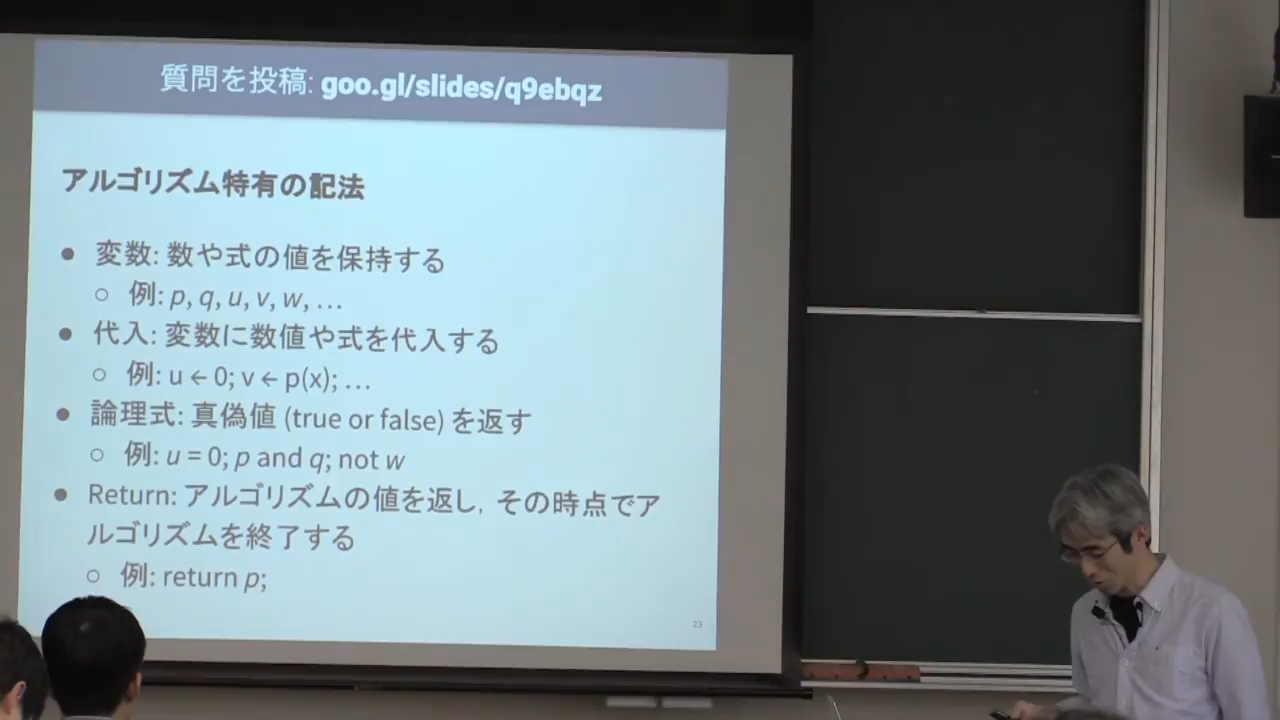 質問を投稿: goo.gl/slides/q9ebqz
アルゴリズム特有の記法
● 変数: 数や式の値を保持する
○ 例: p, q, u, v, w, …
● 代入: 変数に数値や式を代入する
○ 例: u ← 0; v ← p(x); …
● 論理式: 真偽値 (true or false) を返す
○ 例: u = 0; p and q; not w
● Return: アルゴリズムの値を返し，その時点でア
ルゴリズムを終了する
○ 例: return p;
23